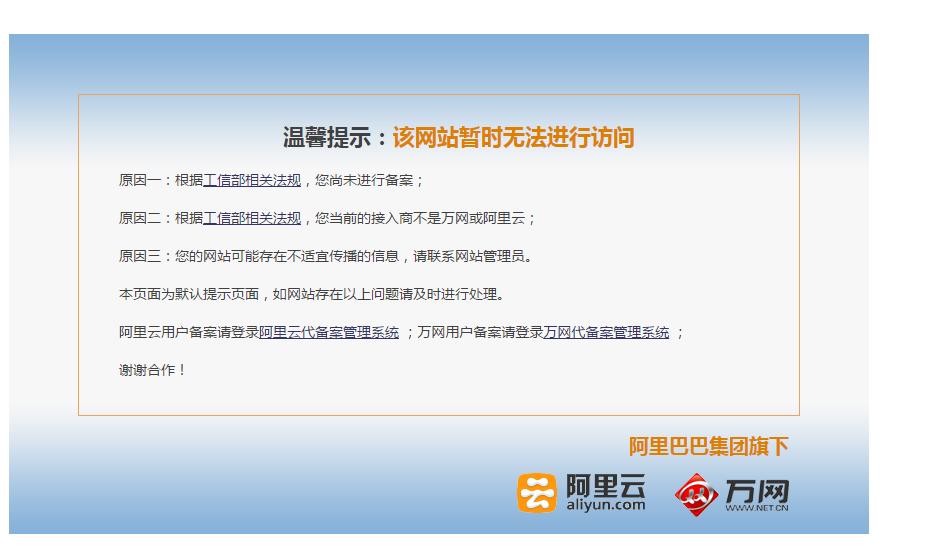 温馨提示：该网站暂时无法进行访问
原因一：根据工信部相关法规，您尚未进行备案；
原因二：根据工信部相关法规，您当前的接入商不是万网或阿里云；
原因三：您的网站可能存在不适宜传播的信息，请联系网站管理员。
本页面为默认提示页面，如网站存在以上问题请及时进行处理。
阿里云用户备案请登录阿里云代备案管理系统 ；万网用户备案请登录万网代备案管理系统 ；
谢谢合作！
阿里巴巴集团旗下
阿里云 万网
aliyun.com WWW.NET.CN